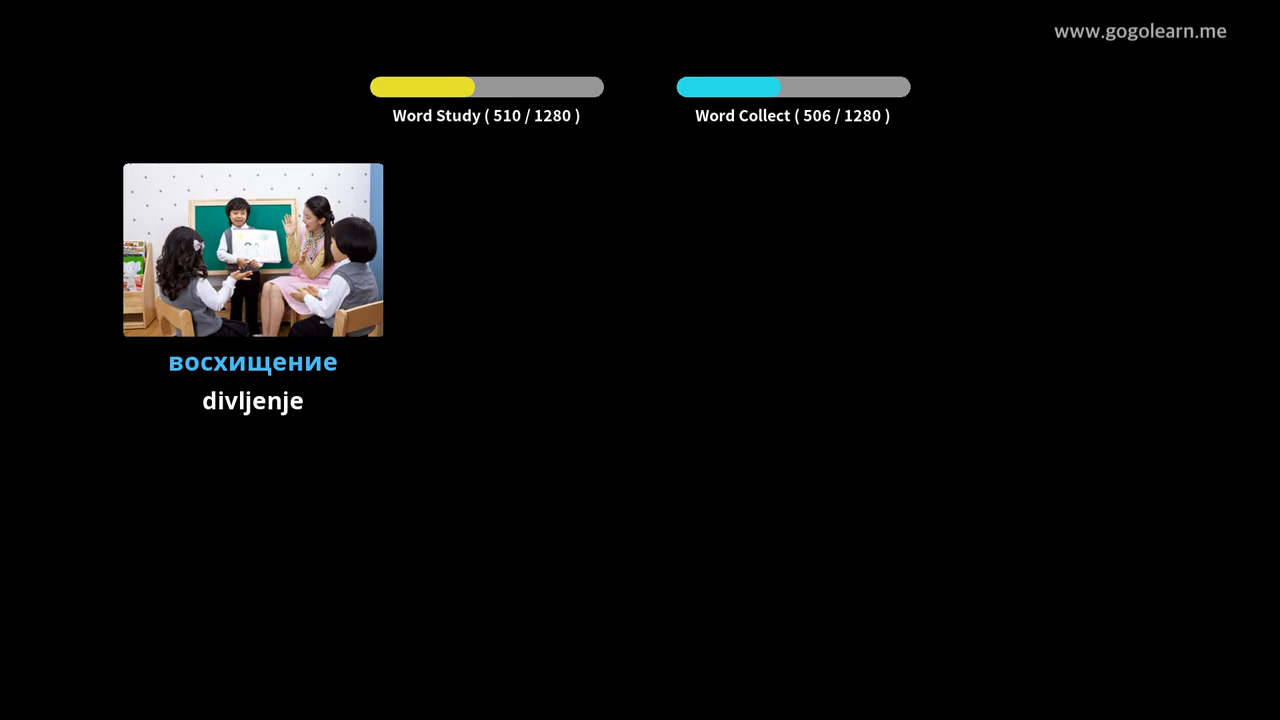 www.gogolearn.me
Word Study ( 510 / 1280 )
Word Collect ( 506 / 1280 )
восхищение
divljenje